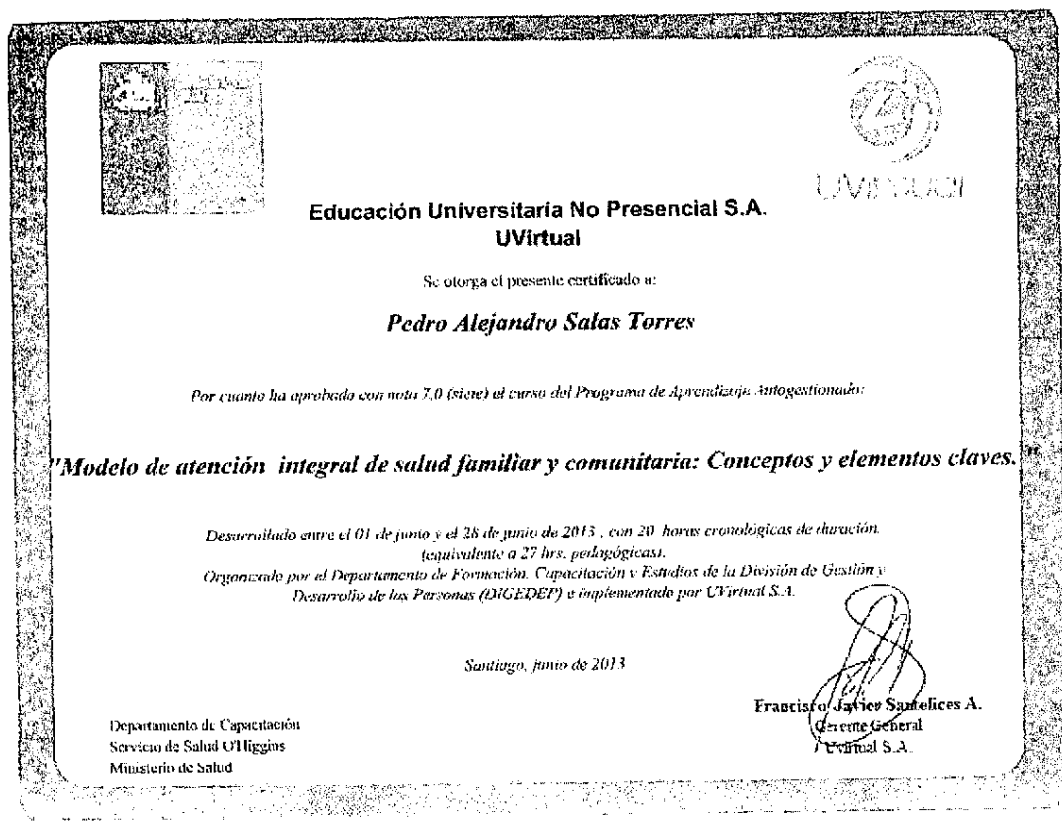 UVirtual
Educación Universitaria No Presencial S.A.
UVirtual
Se otorga el presente certificado a:
Pedro Alejandro Salas Torres
Por cuanto ha aprobado con nota 7,0 (siete) el curso del Programa de Aprendizaje Autogestionado:
"Modelo de atención integral de salud familiar y comunitaria: Conceptos y elementos claves."
Desarrollado entre el 01 de junio y el 28 de junio de 2013 , con 20 horas cronológicas de duración.
(equivalente a 27 hrs. pedagógicas).
Organizado por el Departamento de Formación, Capacitación y Estudios de la División de Gestión y
Desarrollo de las Personas (DIGEDEP) e implementado por UVirtual S.A.
Santiago, junio de 2013
Francisco Javier Santelices A.
Gerente General
UVirtual S.A.
Departamento de Capacitación
Servicio de Salud O'Higgins
Ministerio de Salud